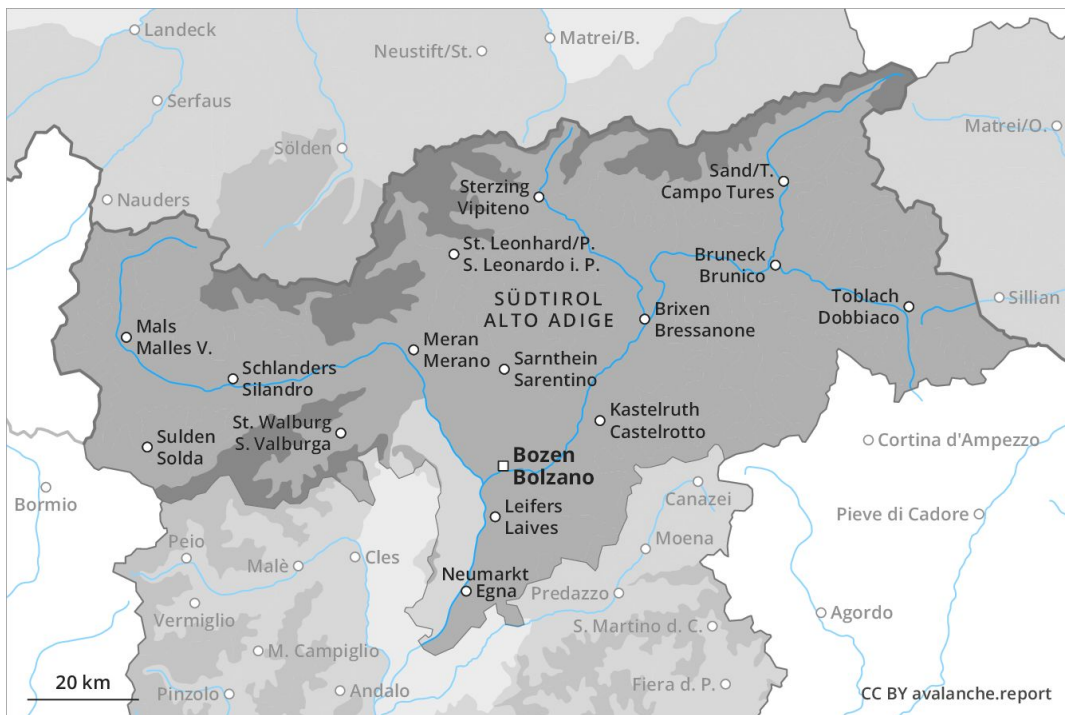 Landeck
Neustift/St.
Matrei/B.
Serfaus
Matrei/O.
Sölden
Nauders
Sterzing
Vipiteno
Sand/T.
Campo Tures
St. Leonhard/P.
S. Leonardo i. P.
Bruneck
Brunico
SÜDTIROL
ALTO ADIGE
Toblach
Dobbiaco
Sillian
Brixen
Bressanone
Mals
Malles V.
Meran
Merano
Sarnthein
Sarentino
Schlanders
Silandro
St. Walburg
S. Valburga
Kastelruth
Castelrotto
Sulden
Solda
Cortina d'Ampezzo
Bozen
Bolzano
Bormio
Canazei
Leifers
Laives
Pieve di Cadore
Peio
Moena
Malè
Cles
Neumarkt
Egna
Predazzo
Vermiglio
Agordo
S. Martino d. C.
M. Campiglio
20 km
Pinzolo
Andalo
Fiera d. P.
CC BY avalanche.report